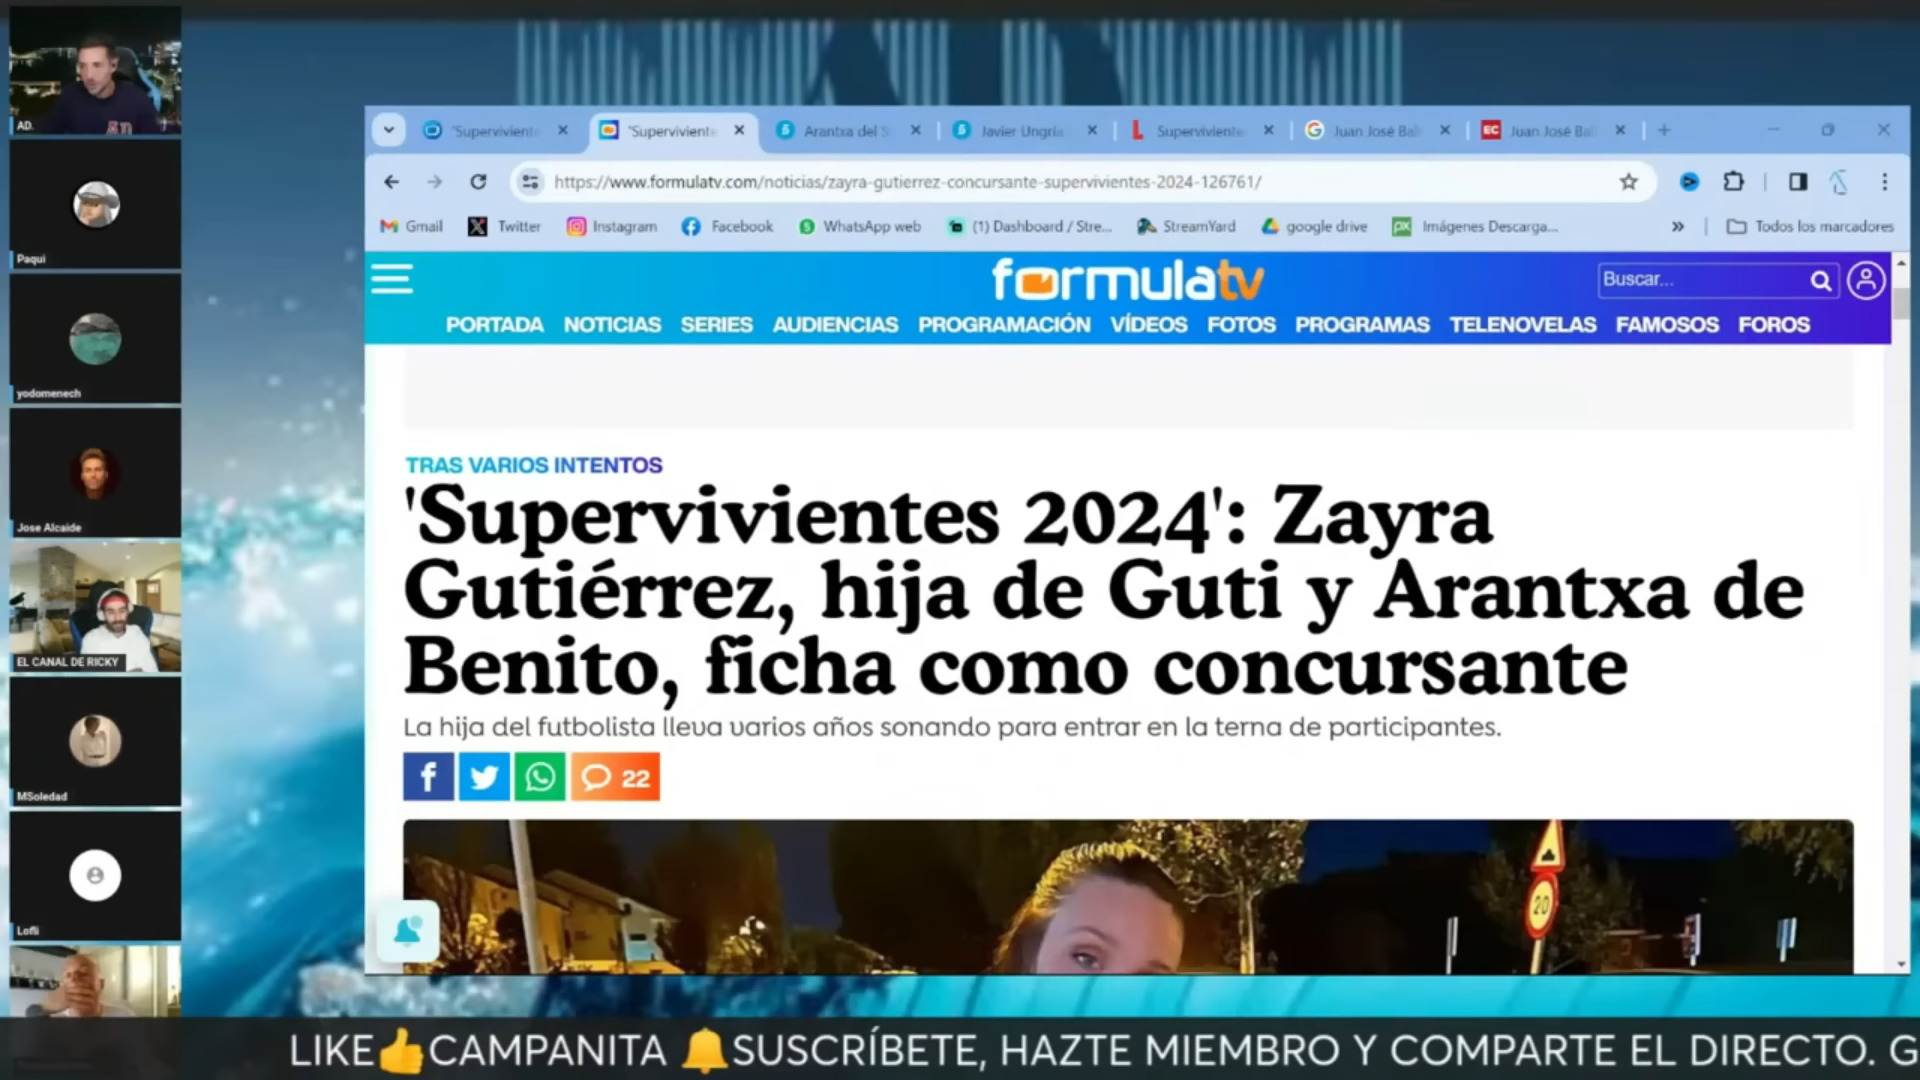 AD.
Paqui
yodomenech
Jose Alcaide
EL CANAL DE RICKY
MSoledad
Lofli
'Superviviente
'Superviviente
Arantxa del S
Javier Ungría
Superviviente
Juan José Bal
EC Juan José Bal
https://www.formulatv.com/noticias/zayra-gutierrez-concursante-supervivientes-2024-126761/
Gmail
Twitter
Instagram
Facebook
WhatsApp web
(1) Dashboard / Stre...
StreamYard
google drive
Imágenes Descarga...
»
Todos los marcadores
formulatv
Buscar...
PORTADA NOTICIAS SERIES AUDIENCIAS PROGRAMACIÓN VÍDEOS FOTOS PROGRAMAS TELENOVELAS FAMOSOS FOROS
TRAS VARIOS INTENTOS
'Supervivientes 2024': Zayra
Gutiérrez, hija de Guti y Arantxa de
Benito, ficha como concursante
La hija del futbolista lleva varios años sonando para entrar en la terna de participantes.
22
20
LIKE👍CAMPANITA 🔔SUSCRÍBETE, HAZTE MIEMBRO Y COMPARTE EL DIRECTO. G